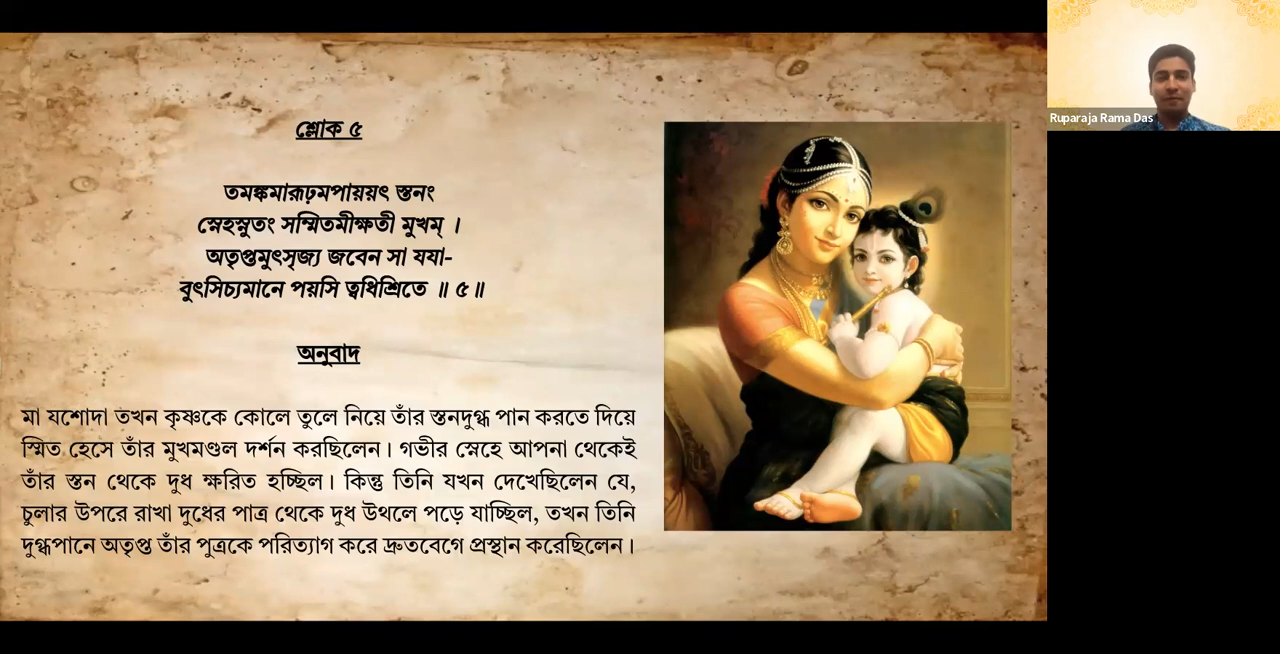 শ্লোক ৫
তমঙ্কমারূঢ়মপায়য়ৎ স্তনং
স্নেহস্নুতং সস্মিতমীক্ষতী মুখম্ ।
অতৃপ্তমুৎসৃজ্য জবেন সা যযা-
বুৎসিচ্যমানে পয়সি ত্বধিশ্রিতে ॥ ৫॥
অনুবাদ
মা যশোদা তখন কৃষ্ণকে কোলে তুলে নিয়ে তাঁর স্তনদুগ্ধ পান করতে দিয়ে
স্মিত হেসে তাঁর মুখমণ্ডল দর্শন করছিলেন। গভীর স্নেহে আপনা থেকেই
তাঁর স্তন থেকে দুধ ক্ষরিত হচ্ছিল। কিন্তু তিনি যখন দেখেছিলেন যে,
চুলার উপরে রাখা দুধের পাত্র থেকে দুধ উথলে পড়ে যাচ্ছিল, তখন তিনি
দুগ্ধপানে অতৃপ্ত তাঁর পুত্রকে পরিত্যাগ করে দ্রুতবেগে প্রস্থান করেছিলেন।
Ruparaja Rama Das